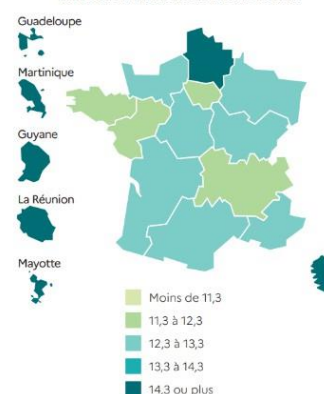 Guadeloupe
Martinique
Guyane
La Réunion
Mayotte
Moins de 11,3
11,3 à 12,3
12,3 à 13,3
13,3 à 14,3
14,3 ou plus